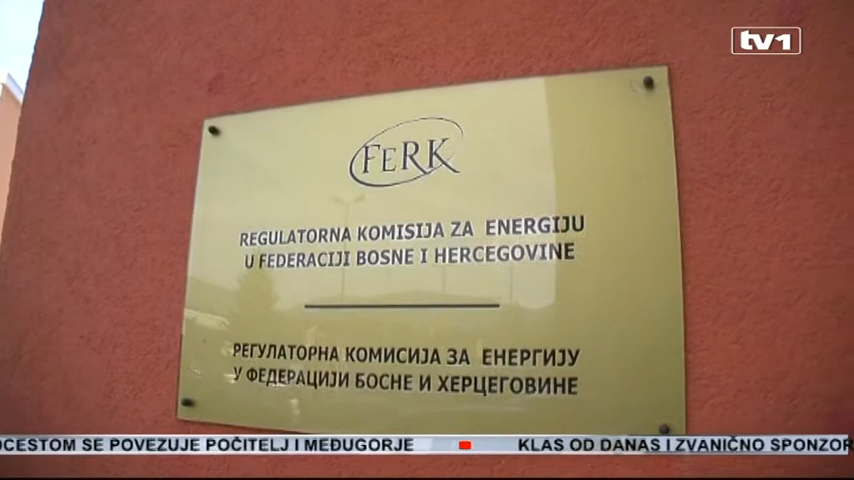 tv1
FERK
REGULATORNA KOMISIJA ZA ENERGIJU
U FEDERACIJI BOSNE I HERCEGOVINE
РЕГУЛАТОРНА КОМИСИЈА ЗА ЕНЕРГИЈУ
У ФЕДЕРАЦИЈИ БОСНЕ И ХЕРЦЕГОВИНЕ
OCESTOM SE POVEZUJE POČITELJ I MEĐUGORJE KLAS OD DANAS I ZVANIČNO SPONZOR